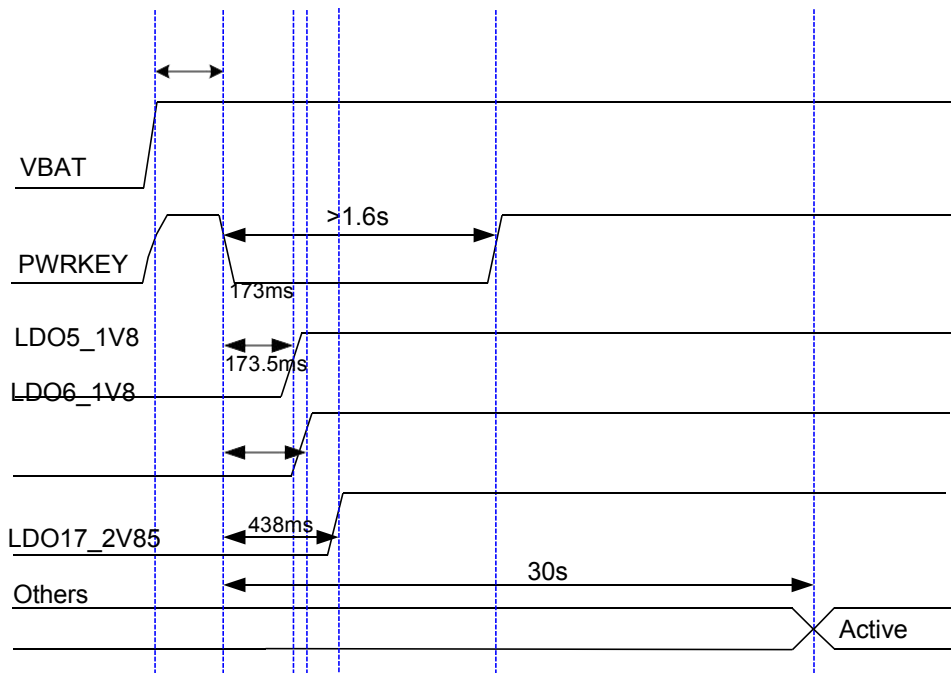 VBAT
>1.6s
PWRKEY
173ms
LDO5_1V8
173.5ms
LDO6_1V8
438ms
LDO17_2V85
30s
Others
Active